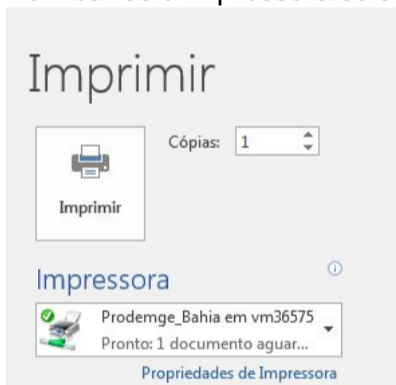 Imprimir
Cópias: 1
Imprimir
Impressora
Prodemge_Bahia em vm36575
Pronto: 1 documento aguar...
Propriedades de Impressora